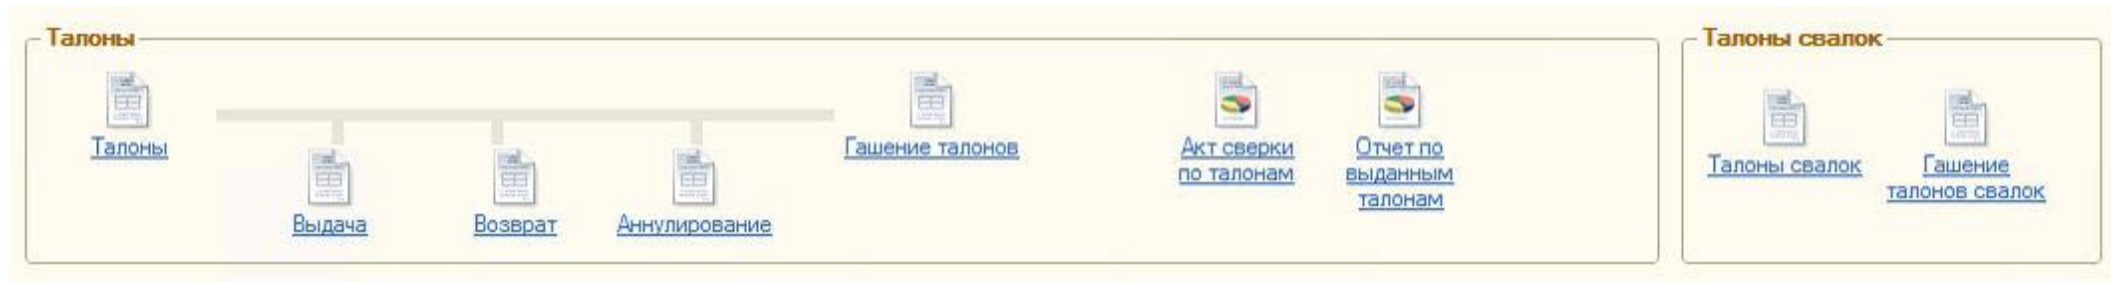 Талоны
Талоны
Выдача
Возврат
Аннулирование
Гашение талонов
Акт сверки
по талонам
Отчет по
выданным
талонам
Талоны свалок
Талоны свалок
Гашение
талонов свалок